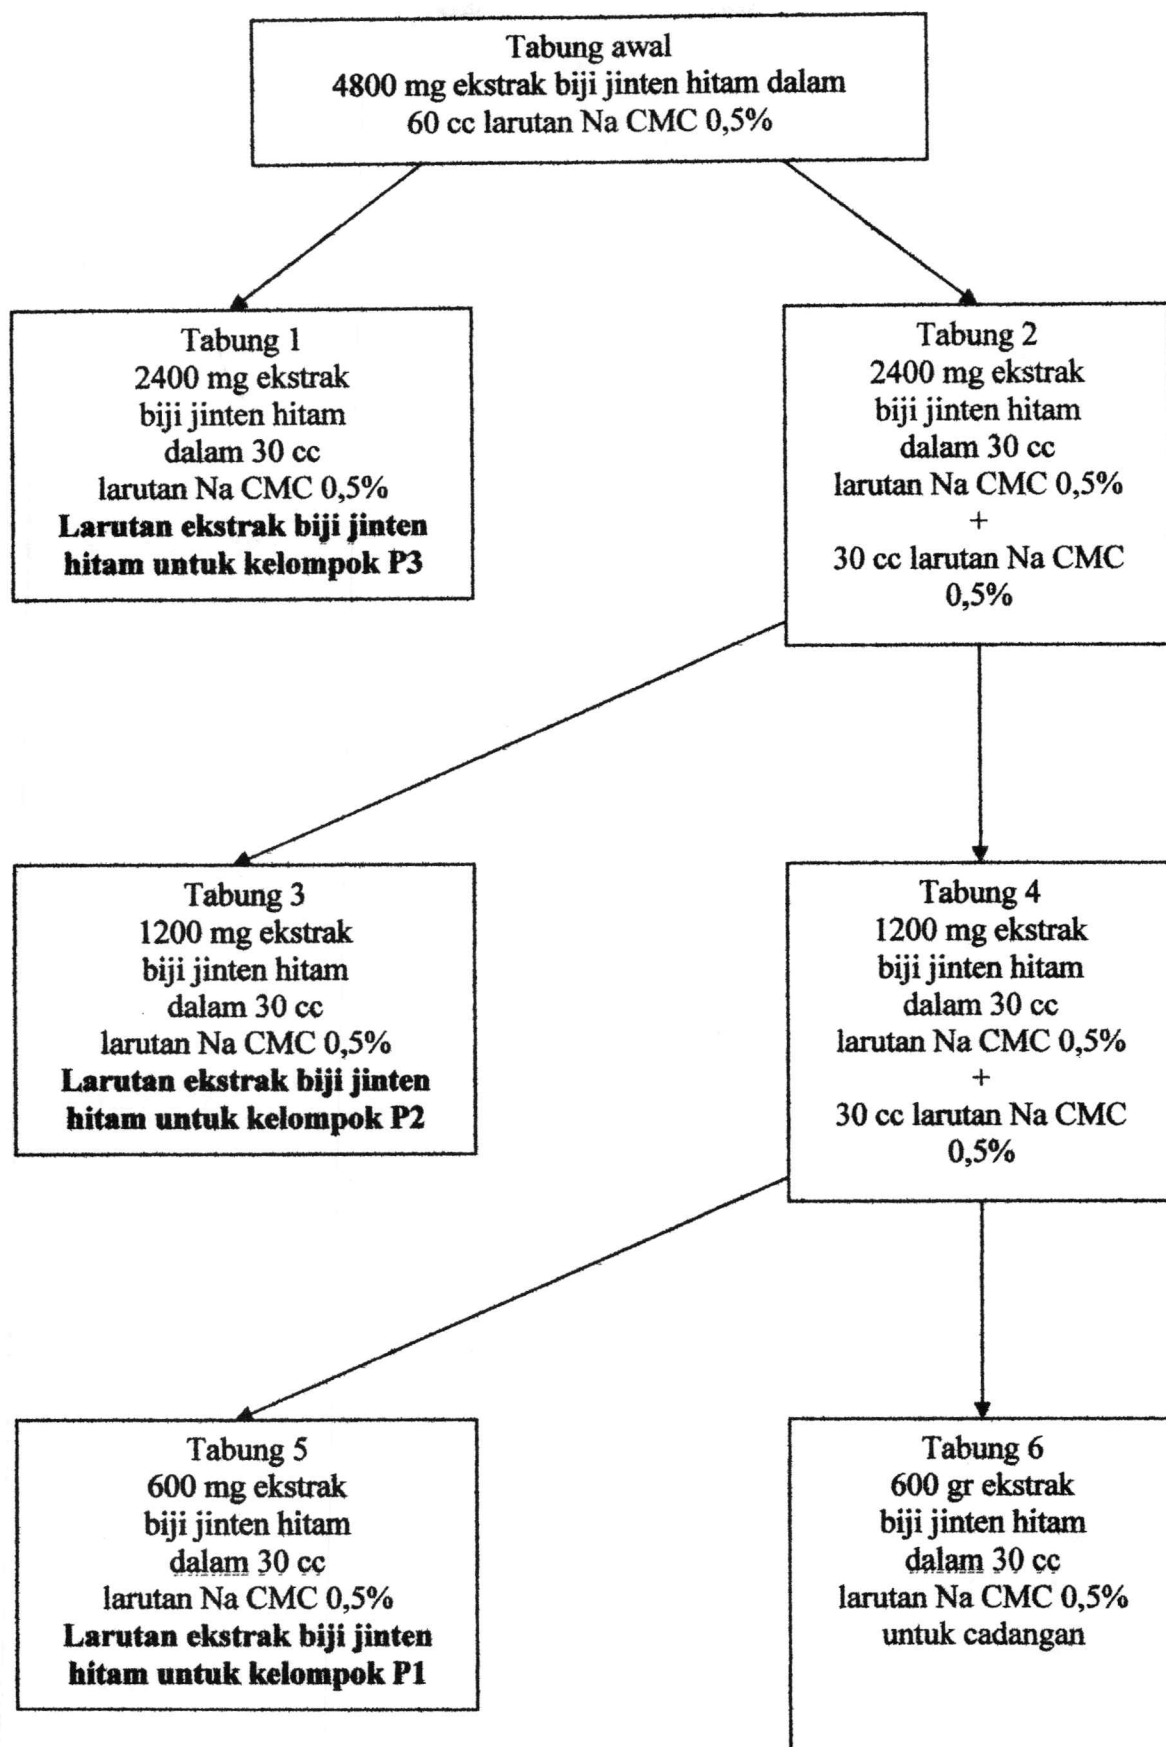 Tabung awal
4800 mg ekstrak biji jinten hitam dalam
60 cc larutan Na CMC 0,5%
Tabung 1
2400 mg ekstrak
biji jinten hitam
dalam 30 cc
larutan Na CMC 0,5%
Larutan ekstrak biji jinten
hitam untuk kelompok P3
Tabung 2
2400 mg ekstrak
biji jinten hitam
dalam 30 cc
larutan Na CMC 0,5%
+
30 cc larutan Na CMC
0,5%
Tabung 3
1200 mg ekstrak
biji jinten hitam
dalam 30 cc
larutan Na CMC 0,5%
Larutan ekstrak biji jinten
hitam untuk kelompok P2
Tabung 4
1200 mg ekstrak
biji jinten hitam
dalam 30 cc
larutan Na CMC 0,5%
+
30 cc larutan Na CMC
0,5%
Tabung 5
600 mg ekstrak
biji jinten hitam
dalam 30 cc
larutan Na CMC 0,5%
Larutan ekstrak biji jinten
hitam untuk kelompok P1
Tabung 6
600 gr ekstrak
biji jinten hitam
dalam 30 cc
larutan Na CMC 0,5%
untuk cadangan